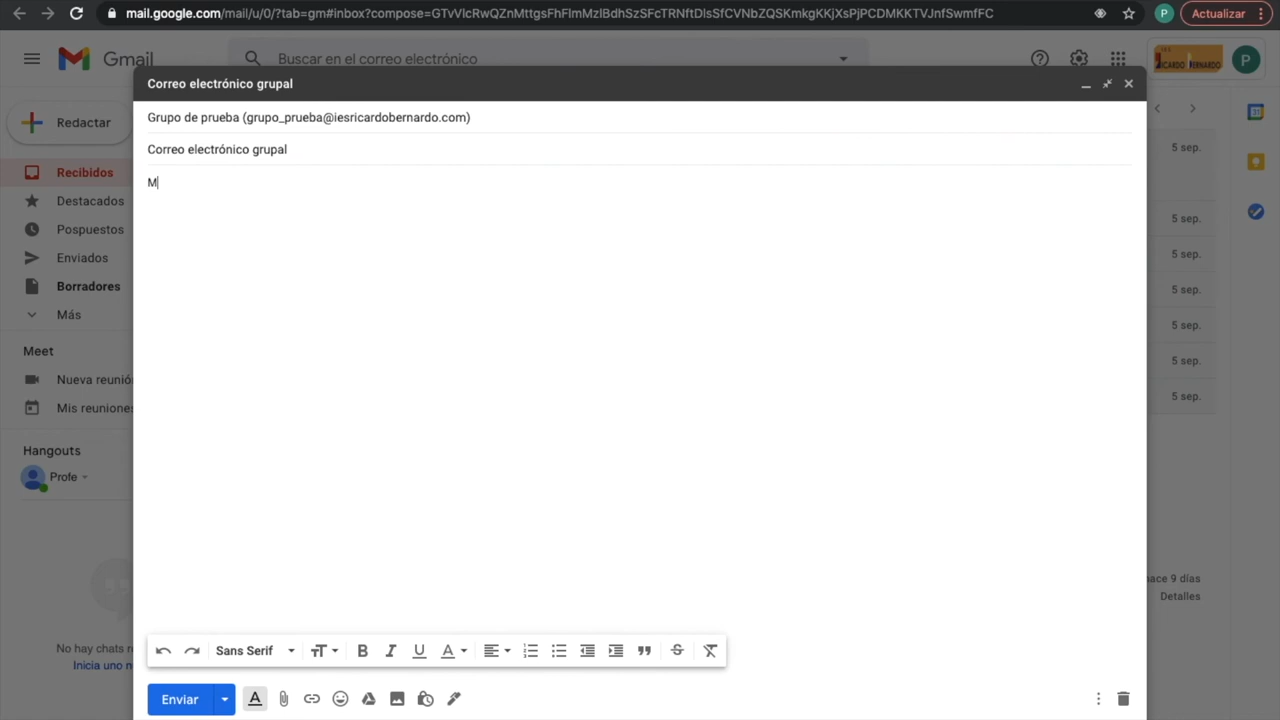 mail.google.com/mail/u/0/?tab=gm#inbox?compose=GTvVlcRwQZnMttgsFhFlmMzlBdhSzSFcTRNftDlsSfCVNbZQSKmkgKKjXsPjPCDMKKTVJnfSwmfFC
P
Actualizar
Gmail
Buscar en el correo electrónico
RICARDO BERNARDO
P
Correo electrónico grupal
Redactar
Grupo de prueba (grupo_prueba@iesricardobernardo.com)
Correo electrónico grupal
M
Recibidos
Destacados
Pospuestos
Enviados
Borradores
Más
Meet
Nueva reunión
Mis reuniones
Hangouts
Profe
No hay chats r
Inicia uno n
5 sep.
5 sep.
5 sep.
5 sep.
5 sep.
5 sep.
5 sep.
hace 9 días
Detalles
Sans Serif
B I U A
Enviar
A